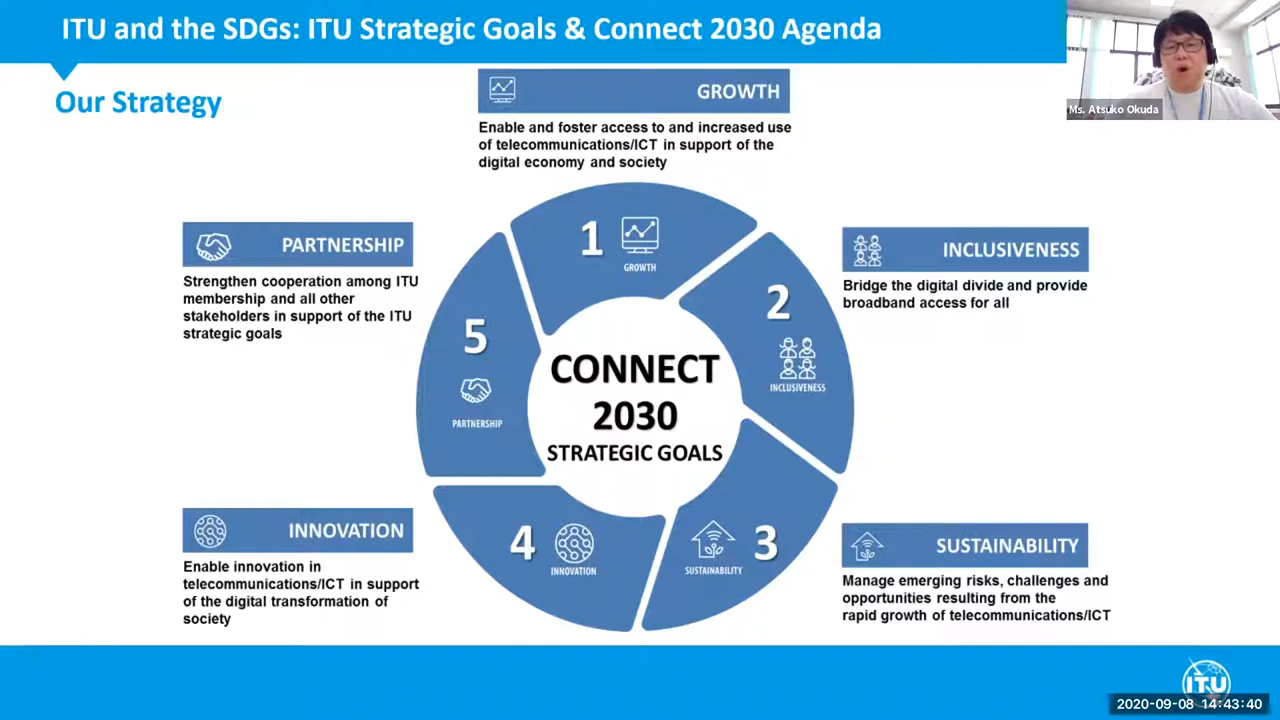 ITU and the SDGs: ITU Strategic Goals & Connect 2030 Agenda
Ms. Atsuko Okuda
Our Strategy
GROWTH
Enable and foster access to and increased use
of telecommunications/ICT in support of the
digital economy and society
PARTNERSHIP
Strengthen cooperation among ITU
membership and all other
stakeholders in support of the ITU
strategic goals
INCLUSIVENESS
Bridge the digital divide and provide
broadband access for all
1
GROWTH
2
INCLUSIVENESS
5
PARTNERSHIP
CONNECT
2030
STRATEGIC GOALS
4
INNOVATION
3
SUSTAINABILITY
INNOVATION
Enable innovation in
telecommunications/ICT in support
of the digital transformation of
society
SUSTAINABILITY
Manage emerging risks, challenges and
opportunities resulting from the
rapid growth of telecommunications/ICT
ITU
2020-09-08 14:43:40